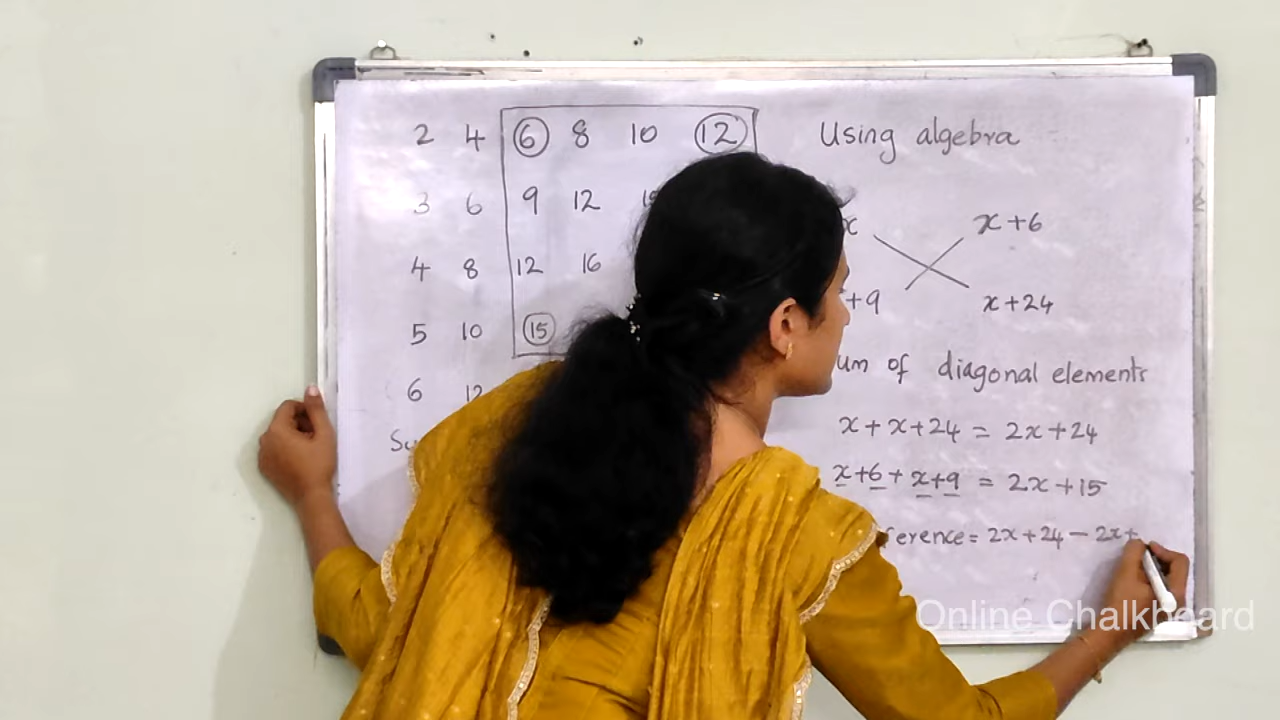 2 4 6 8 10 12
3 6 9 12
4 8 12 16
5 10 15
6 12
Using algebra
x x+6
+9 x+24
um of diagonal elements
x+x+24 = 2x+24
x+6+x+9 = 2x+15
ference= 2x+24-2x+
Online Chalkboard